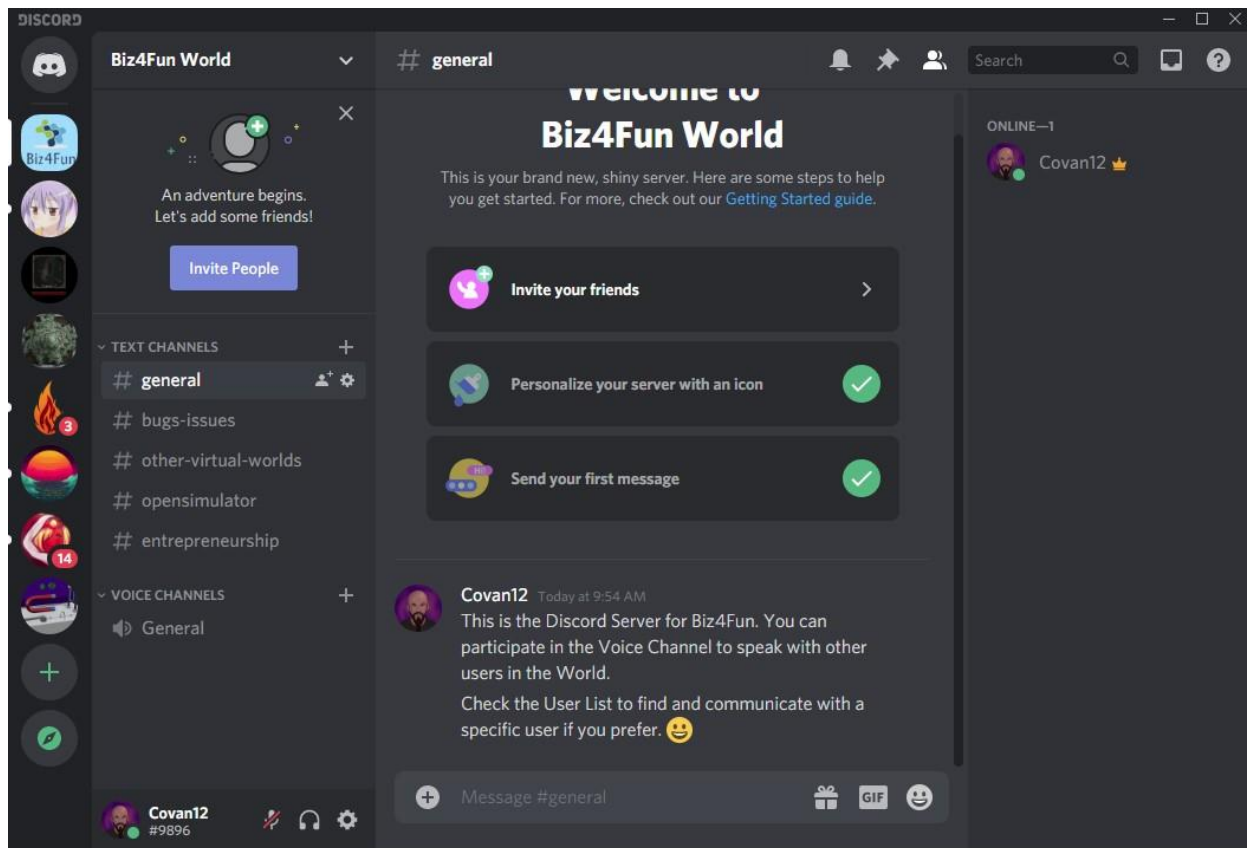 DISCORD
Biz4Fun World
# general
Search
Biz4Fun
3
14
An adventure begins.
Let's add some friends!
Invite People
TEXT CHANNELS
# general
# bugs-issues
# other-virtual-worlds
# opensimulator
# entrepreneurship
VOICE CHANNELS
General
Covan12
#9896
Welcome to
Biz4Fun World
This is your brand new, shiny server. Here are some steps to help
you get started. For more, check out our Getting Started guide.
Invite your friends
Personalize your server with an icon
Send your first message
Covan12 Today at 9:54 AM
This is the Discord Server for Biz4Fun. You can
participate in the Voice Channel to speak with other
users in the World.
Check the User List to find and communicate with a
specific user if you prefer. 😀
Message #general
GIF
ONLINE—1
Covan12